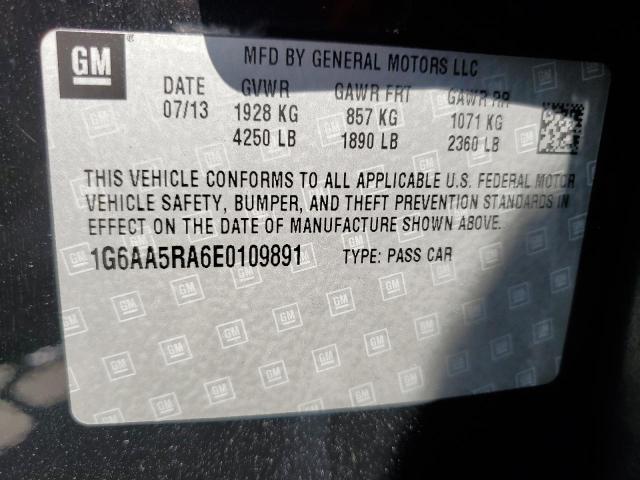 GM
MFD BY GENERAL MOTORS LLC
DATE GVWR GAWR FRT GAWR RR
07/13 1928 KG 857 KG 1071 KG
4250 LB 1890 LB 2360 LB
THIS VEHICLE CONFORMS TO ALL APPLICABLE U.S. FEDERAL MOTOR
VEHICLE SAFETY, BUMPER, AND THEFT PREVENTION STANDARDS IN
EFFECT ON THE DATE OF MANUFACTURE SHOWN ABOVE.
1G6AA5RA6E0109891 TYPE: PASS CAR